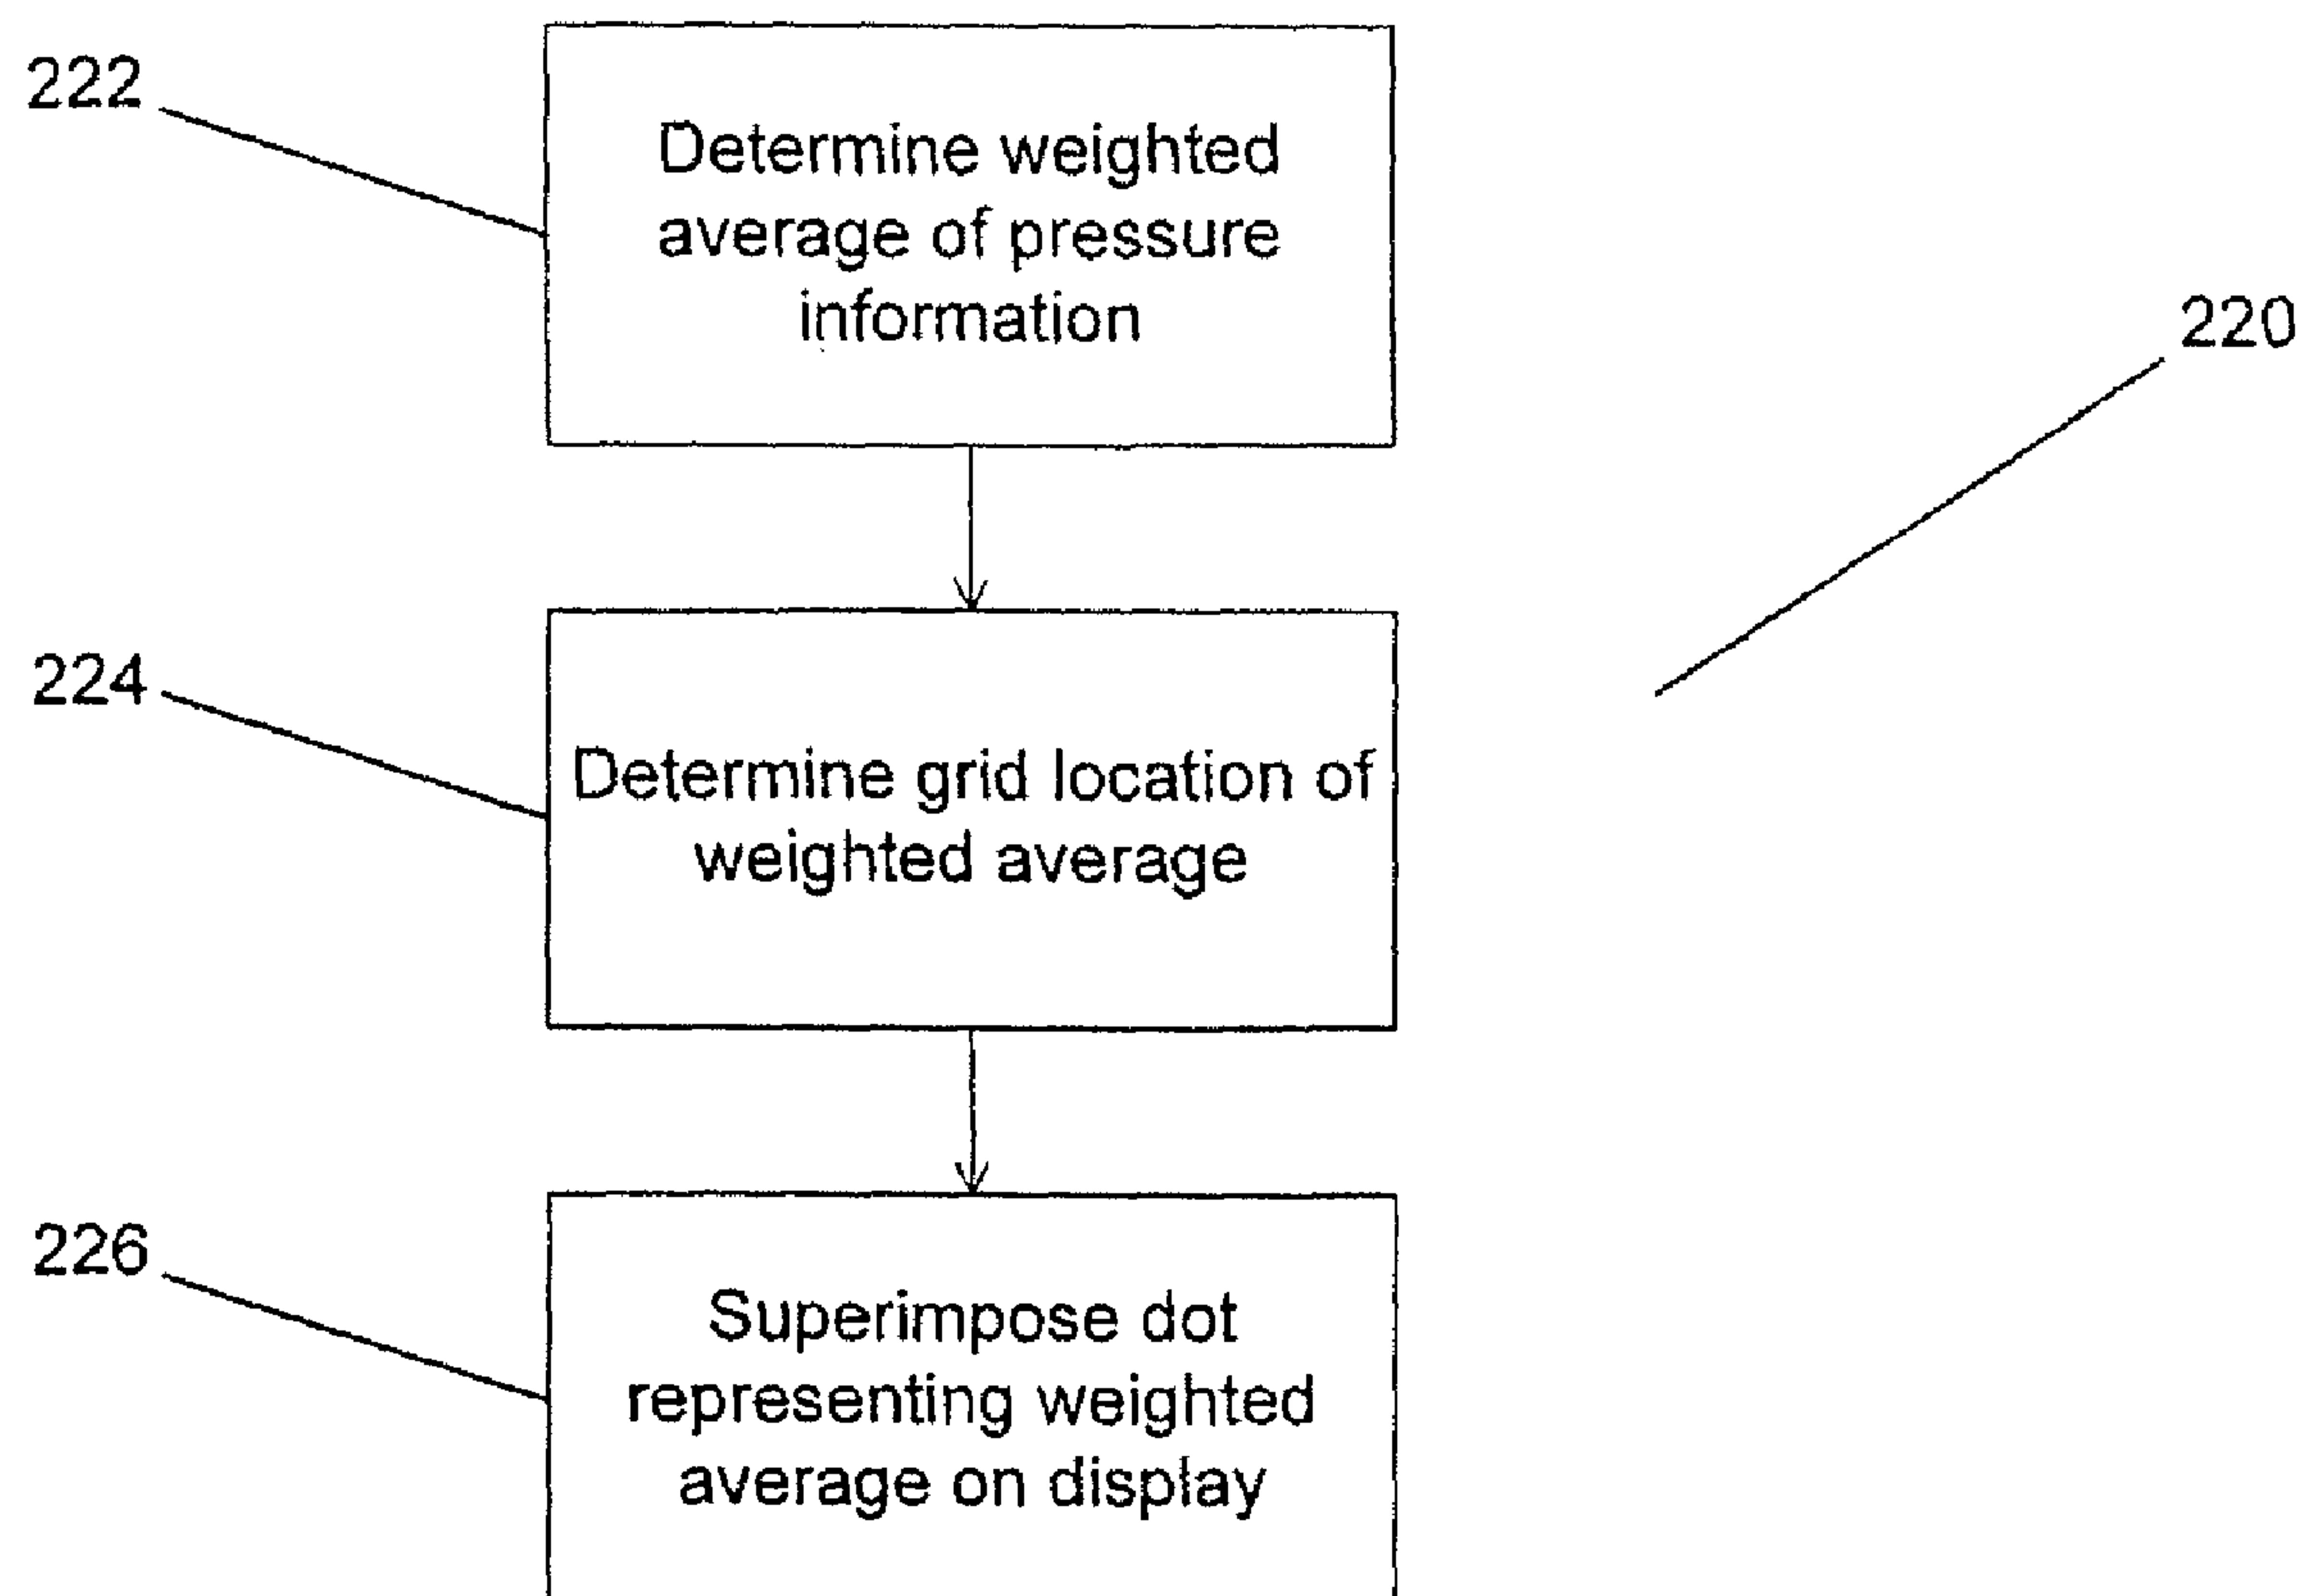 222
Determine weighted
average of pressure
information
220
224
Determine grid location of
weighted average
226
Superimpose dot
representing weighted
average on display